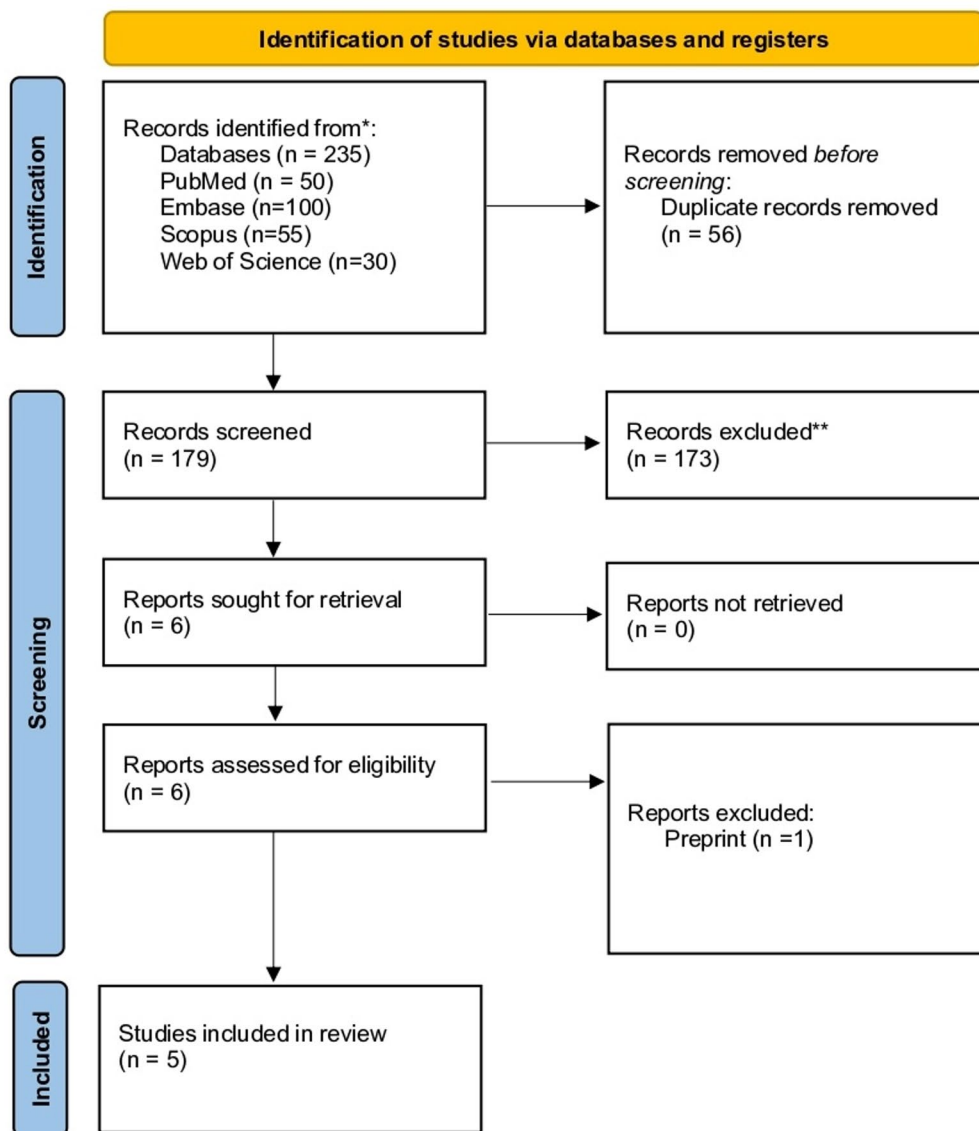 Identification of studies via databases and registers
Identification
Records identified from*:
Databases (n = 235)
PubMed (n = 50)
Embase (n=100)
Scopus (n=55)
Web of Science (n=30)
Records removed before
screening:
Duplicate records removed
(n = 56)
Screening
Records screened
(n = 179)
Records excluded**
(n = 173)
Reports sought for retrieval
(n = 6)
Reports not retrieved
(n = 0)
Reports assessed for eligibility
(n = 6)
Reports excluded:
Preprint (n =1)
Included
Studies included in review
(n = 5)